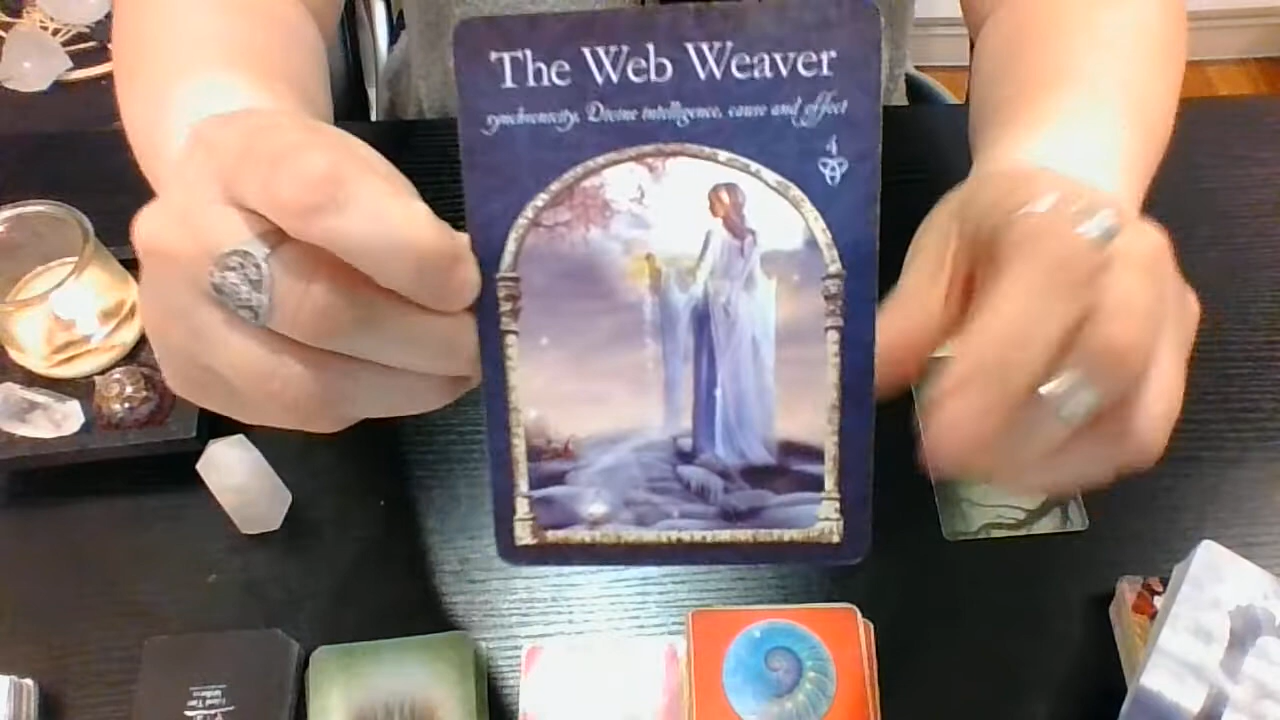 The Web Weaver
synchronicity, Divine intelligence, cause and effect
4